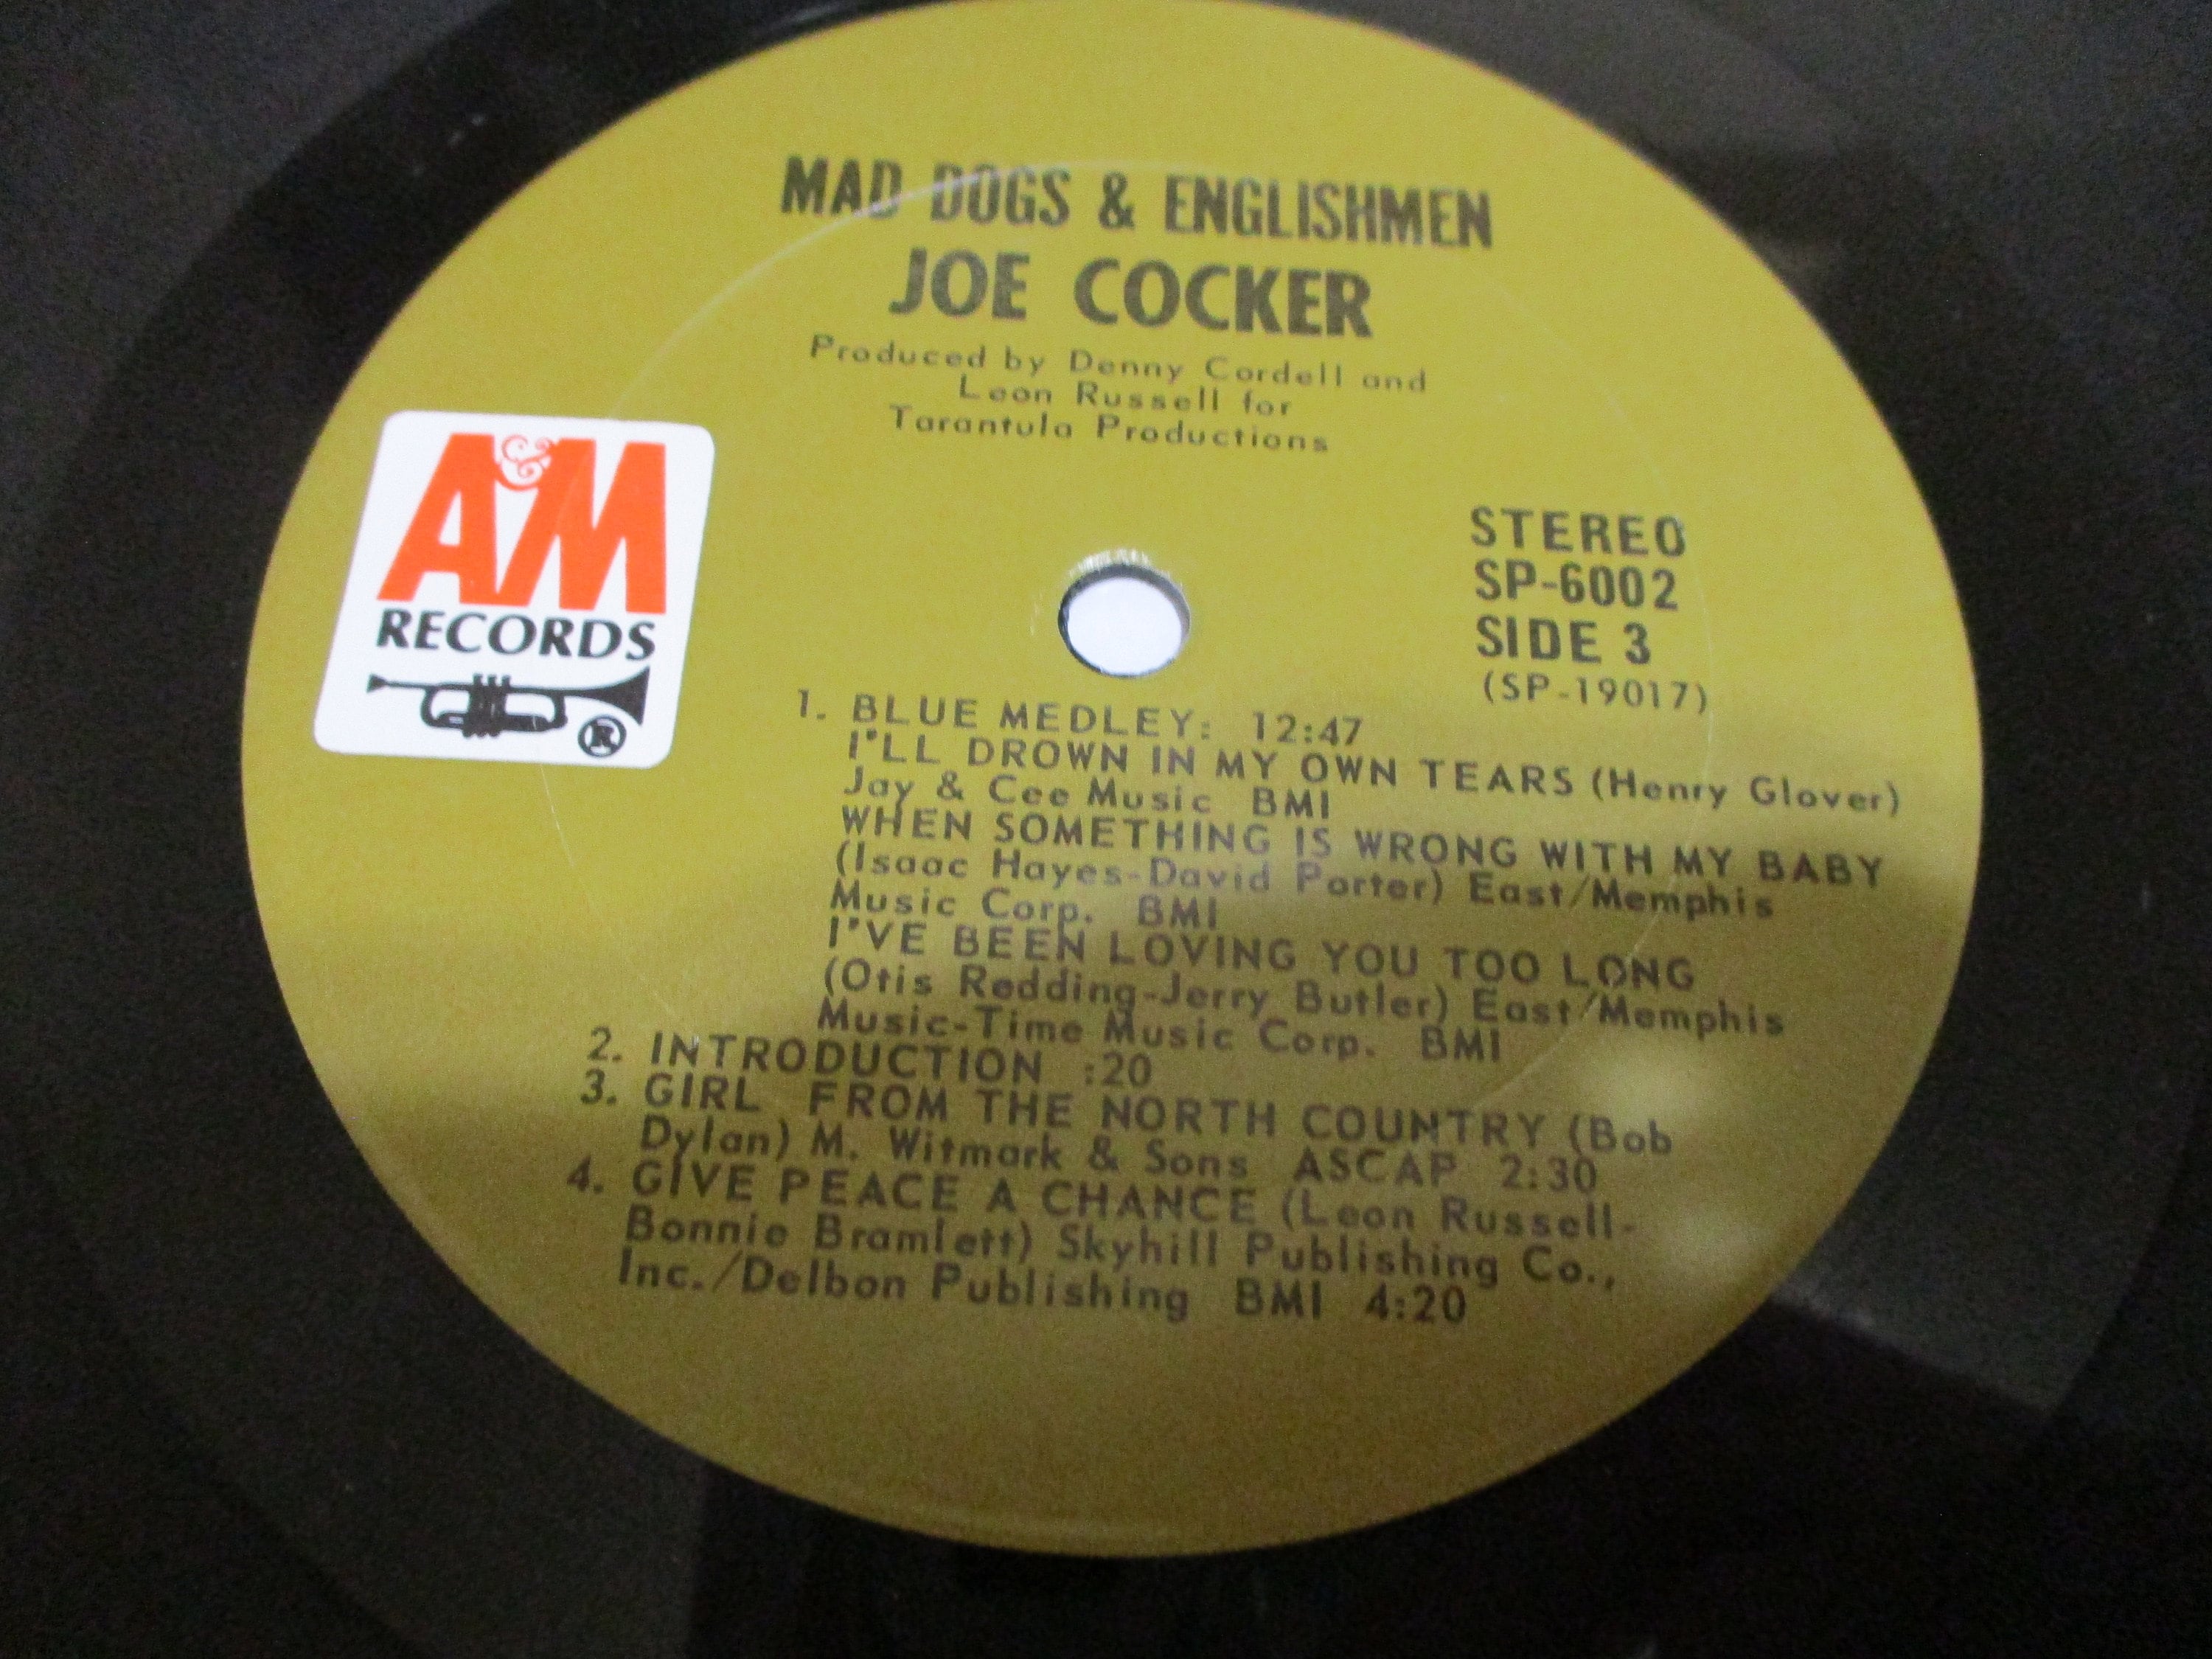 MAD DOGS & ENGLISHMEN
JOE COCKER
Produced by Denny Cordell and
Leon Russell for
Tarantula Productions
A&M
RECORDS
®
STEREO
SP-6002
SIDE 3
(SP-19017)
1. BLUE MEDLEY: 12:47
I'LL DROWN IN MY OWN TEARS (Henry Glover)
Jay & Cee Music BMI
WHEN SOMETHING IS WRONG WITH MY BABY
(Isaac Hayes-David Porter) East/Memphis
Music Corp. BMI
I'VE BEEN LOVING YOU TOO LONG
(Otis Redding-Jerry Butler) East/Memphis
Music-Time Music Corp. BMI
2. INTRODUCTION :20
3. GIRL FROM THE NORTH COUNTRY (Bob
Dylan) M. Witmark & Sons ASCAP 2:30
4. GIVE PEACE A CHANCE (Leon Russell-
Bonnie Bramlett) Skyhill Publishing Co.,
Inc./Delbon Publishing BMI 4:20